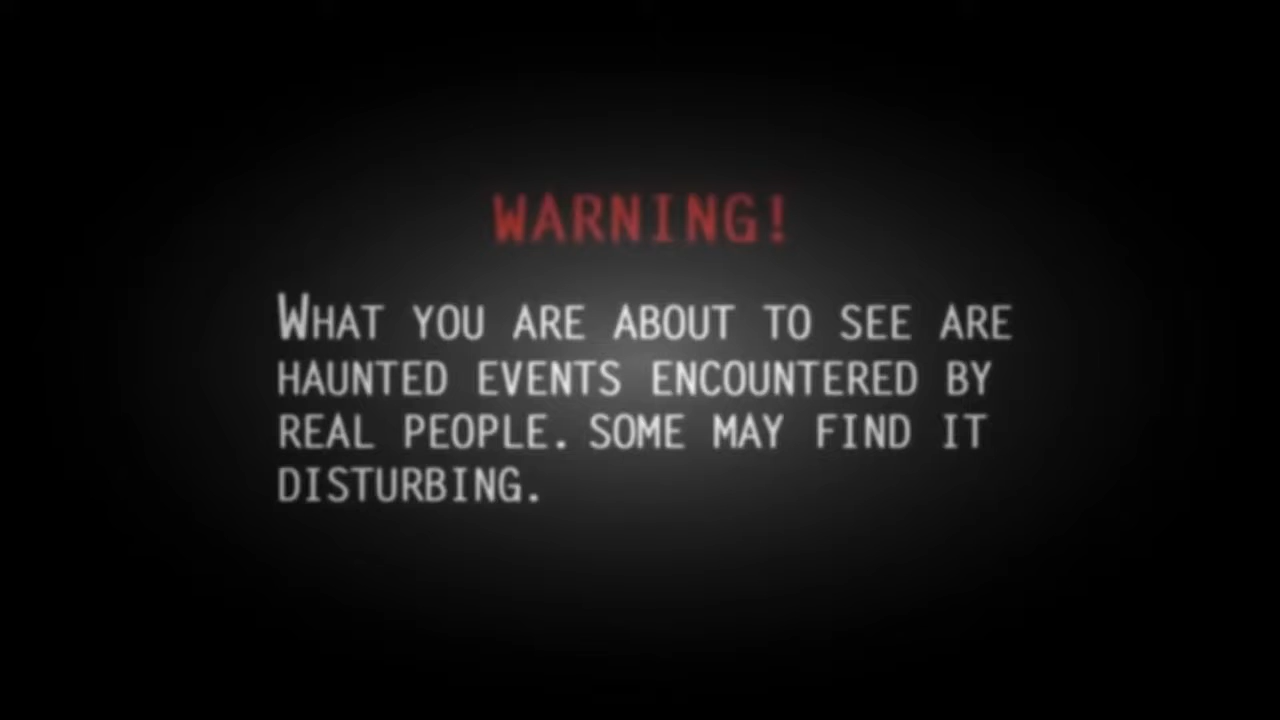 WARNING!
WHAT YOU ARE ABOUT TO SEE ARE
HAUNTED EVENTS ENCOUNTERED BY
REAL PEOPLE. SOME MAY FIND IT
DISTURBING.